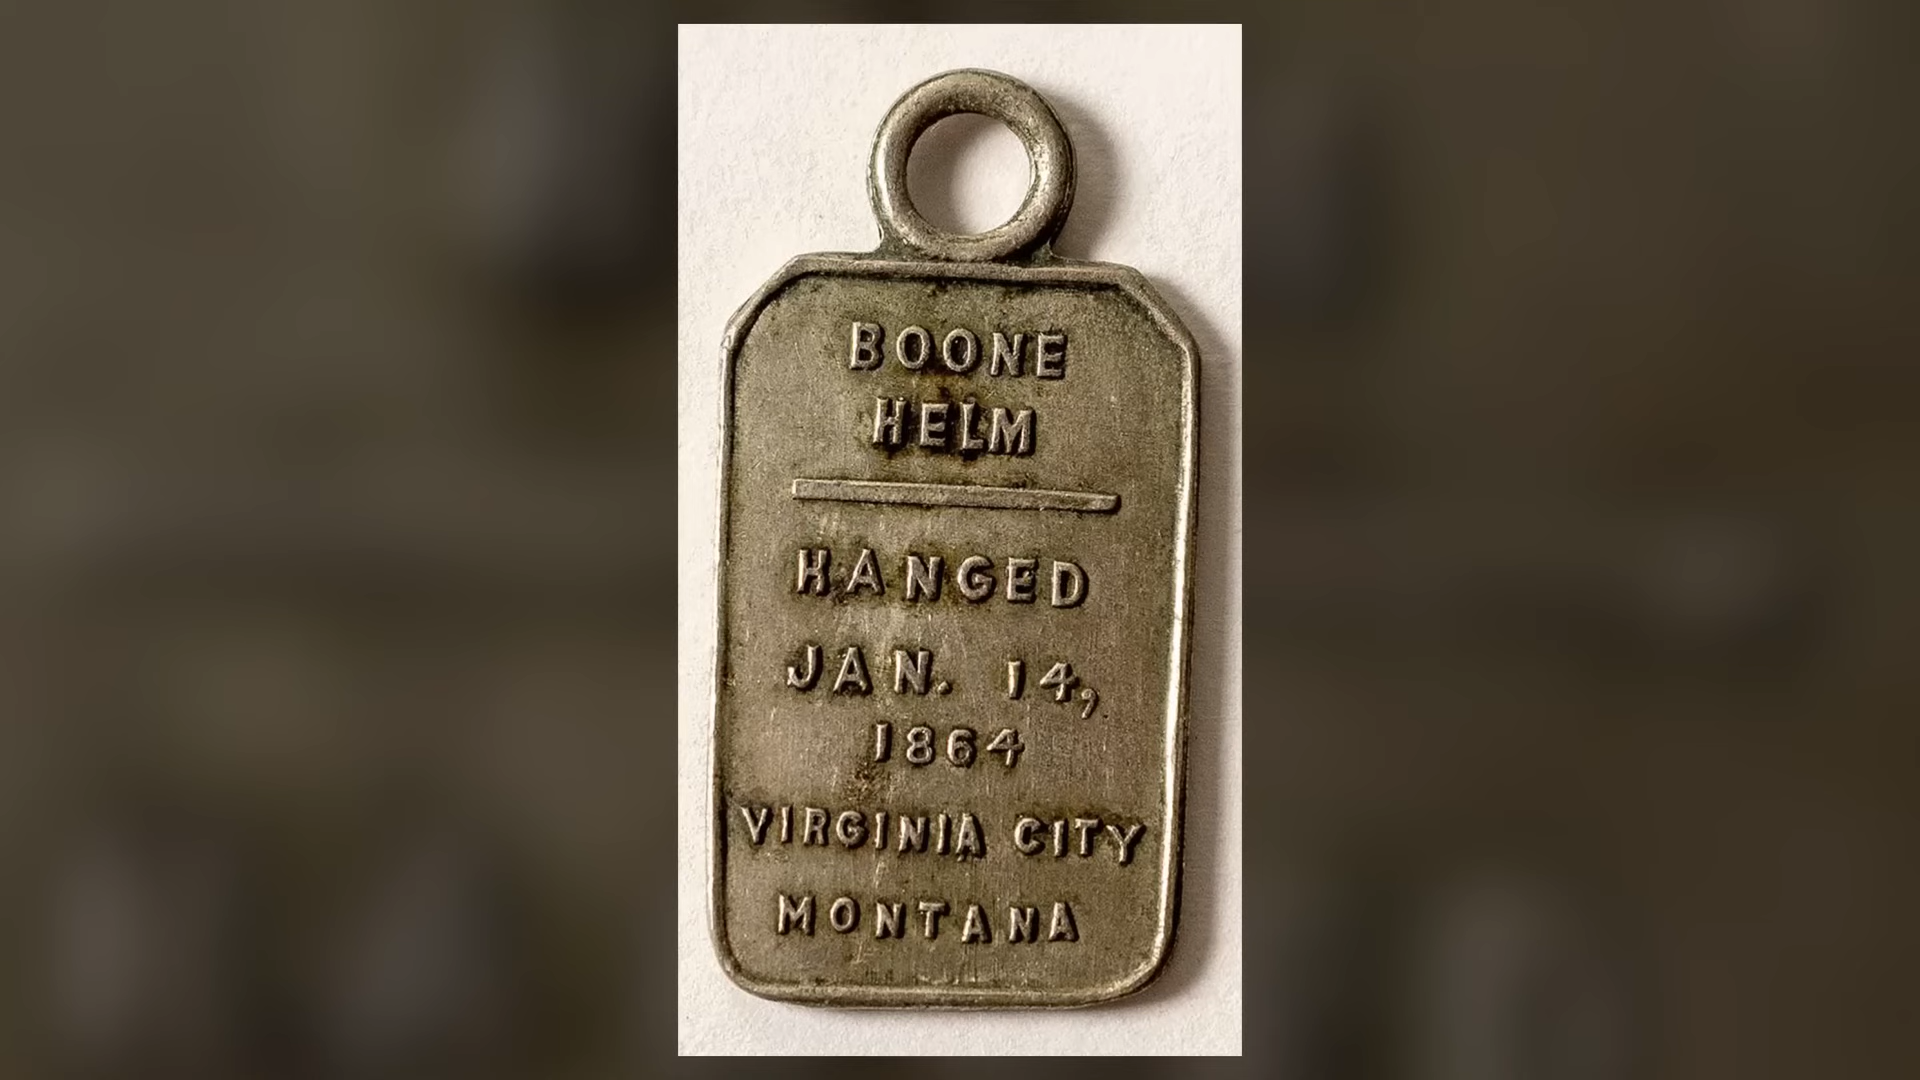 BOONE
HELM
HANGED
JAN. 14,
1864
VIRGINIA CITY
MONTANA